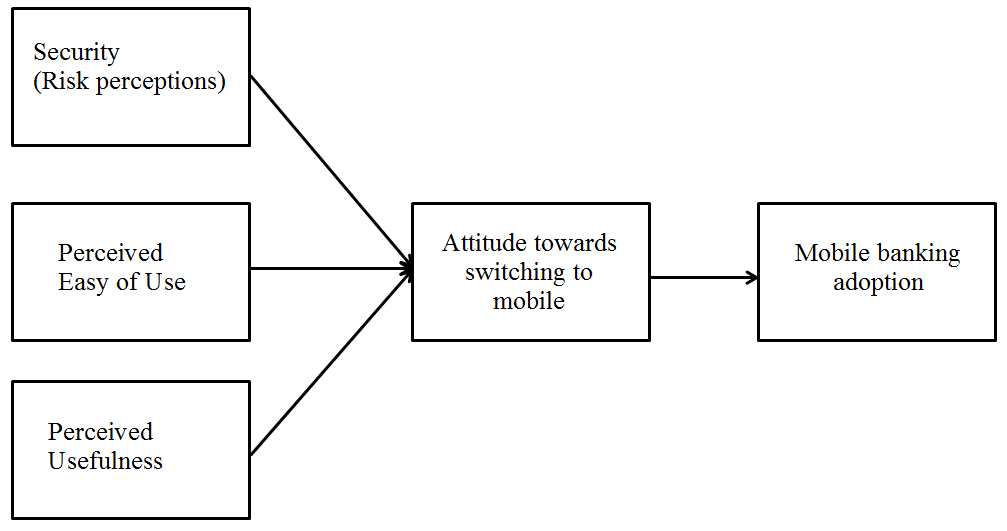 Security
(Risk perceptions)
Perceived
Easy of Use
Perceived
Usefulness
Attitude towards
switching to
mobile
Mobile banking
adoption